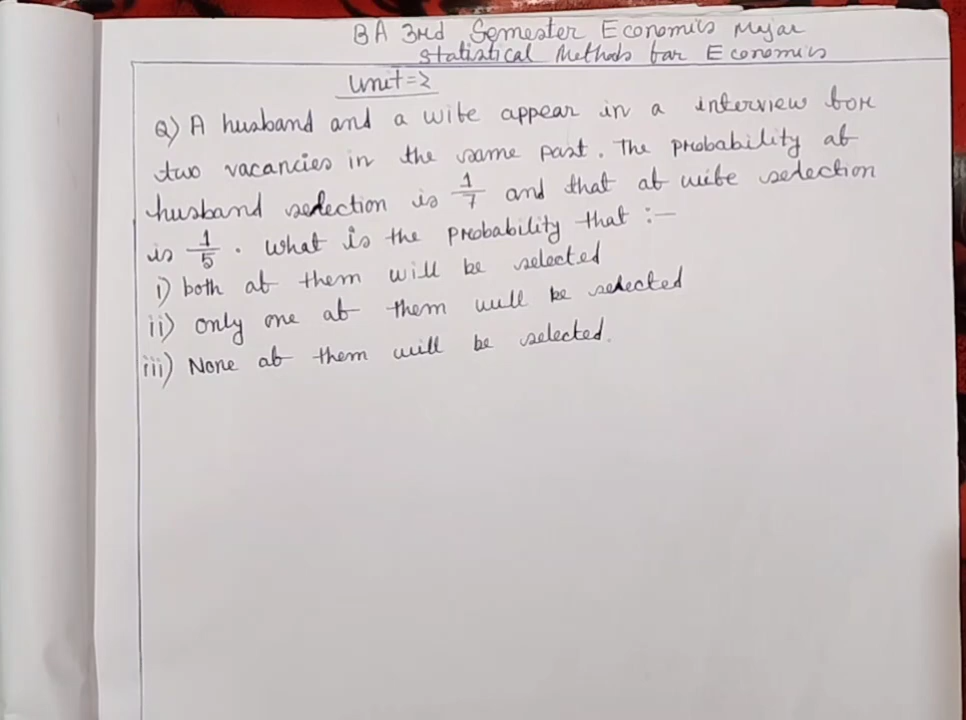 BA 3rd Semester Economics Major
Statistical Methods for Economics
Unit=2
Q) A husband and a wife appear in a interview for
two vacancies in the same post. The probability of
husband selection is 1/7 and that of wife selection
is 1/5. What is the probability that :—
i) both of them will be selected
ii) only one of them will be selected
iii) None of them will be selected.